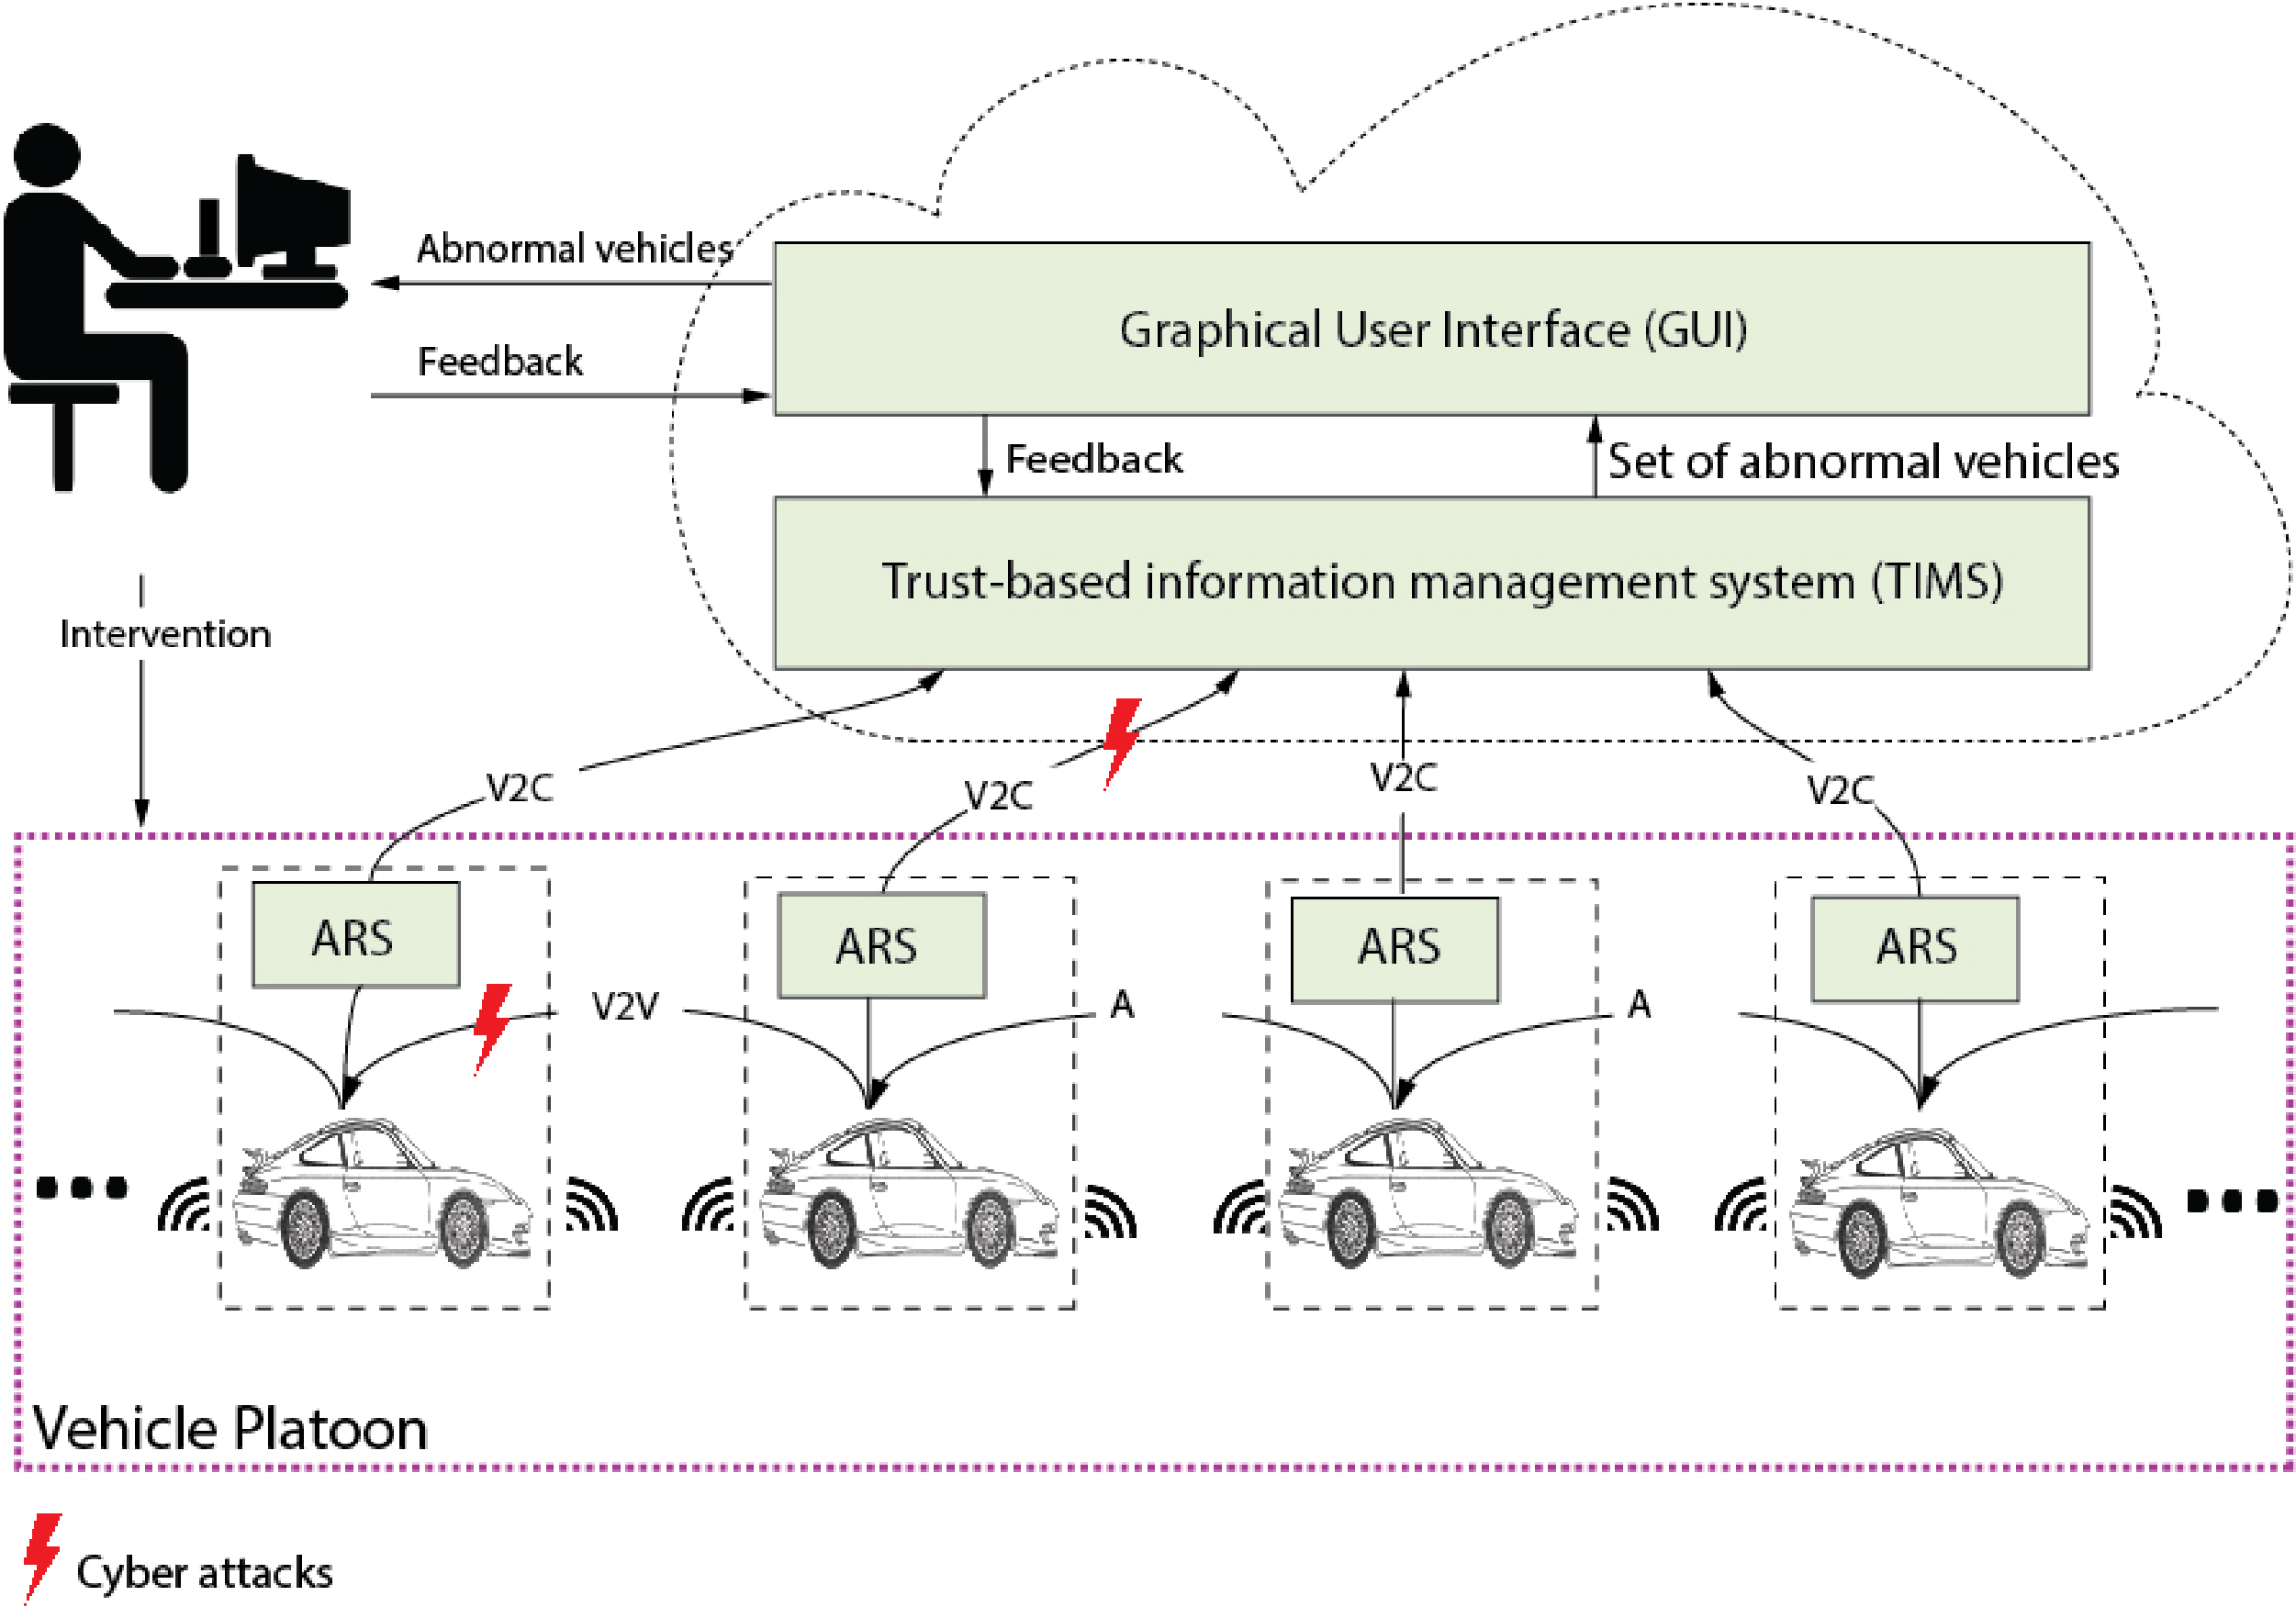 Abnormal vehicles
Graphical User Interface (GUI)
Feedback
Feedback
Set of abnormal vehicles
Trust-based information management system (TIMS)
Intervention
V2C
V2C
V2C
V2C
ARS
ARS
ARS
ARS
V2V
A
A
Vehicle Platoon
Cyber attacks